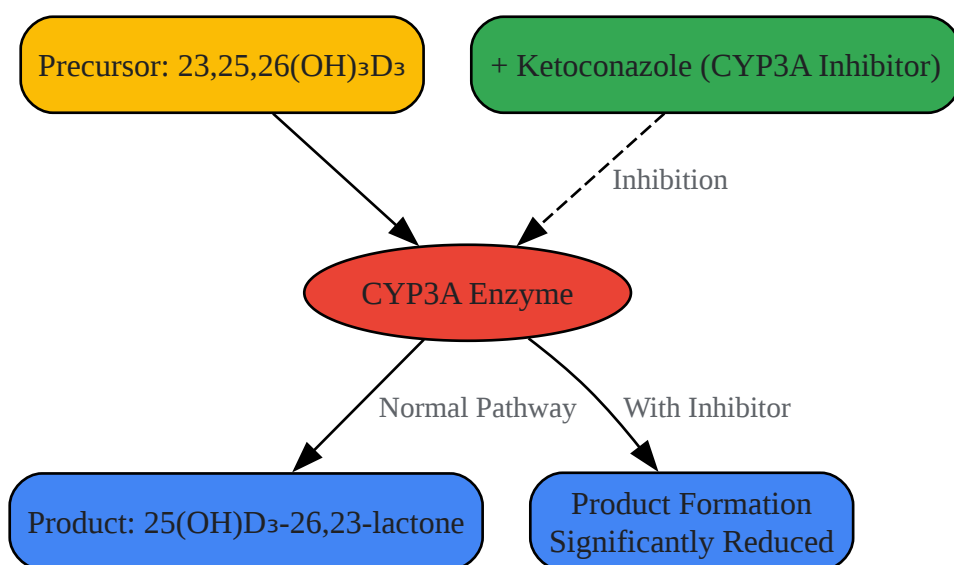 Precursor: 23,25,26(OH)₃D₃
+ Ketoconazole (CYP3A Inhibitor)
Inhibition
CYP3A Enzyme
Normal Pathway
With Inhibitor
Product: 25(OH)D₃-26,23-lactone
Product Formation
Significantly Reduced